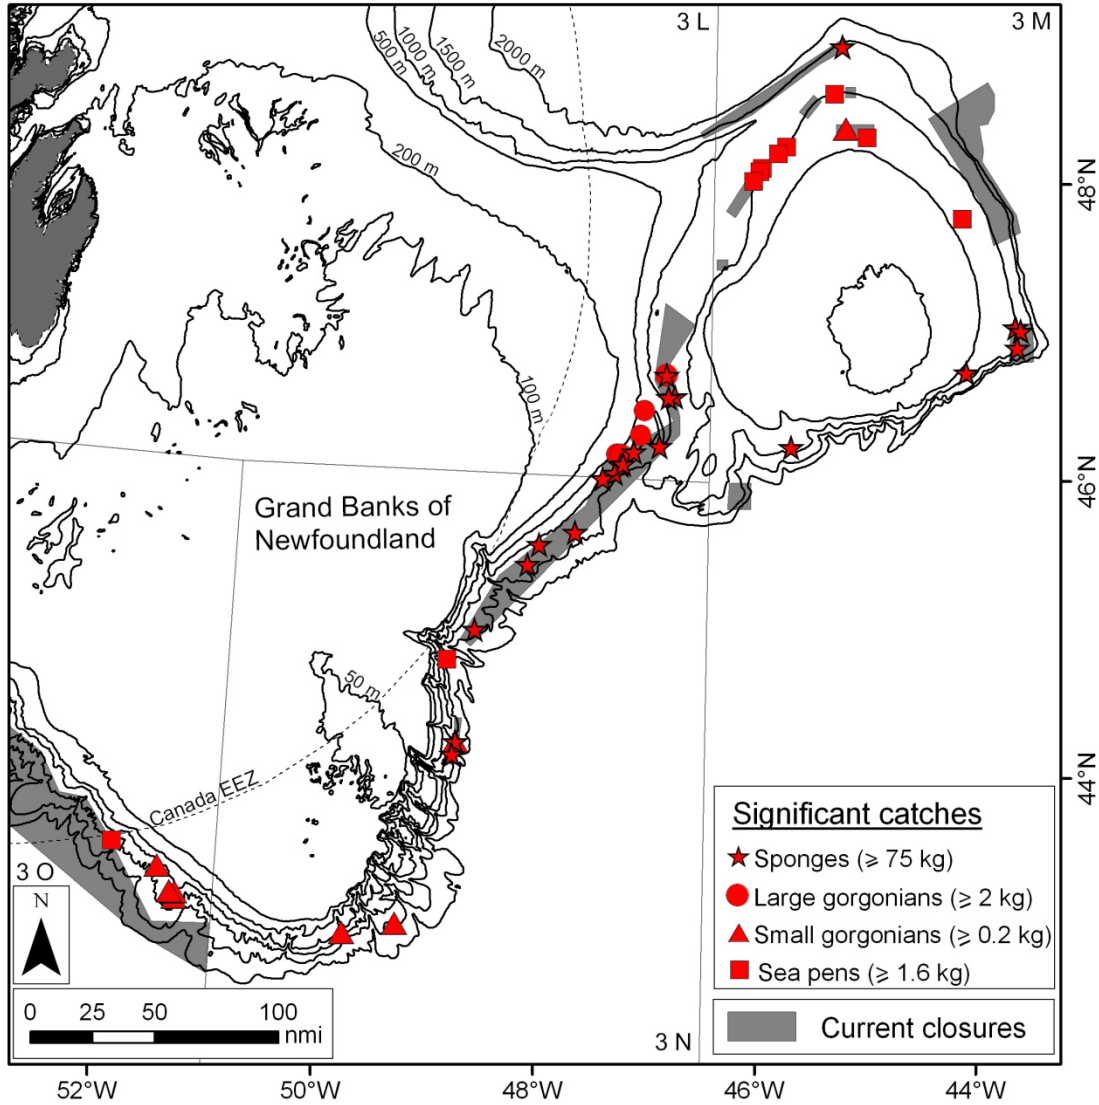 3 L
3 M
500 m
1000 m
1500 m
2000 m
200 m
48°N
100 m
46°N
Grand Banks of
Newfoundland
50 m
Canada EEZ
44°N
3 O
N
0 25 50 100
nmi
3 N
Significant catches
Sponges (⩾ 75 kg)
Large gorgonians (⩾ 2 kg)
Small gorgonians (⩾ 0.2 kg)
Sea pens (⩾ 1.6 kg)
Current closures
52°W 50°W 48°W 46°W 44°W